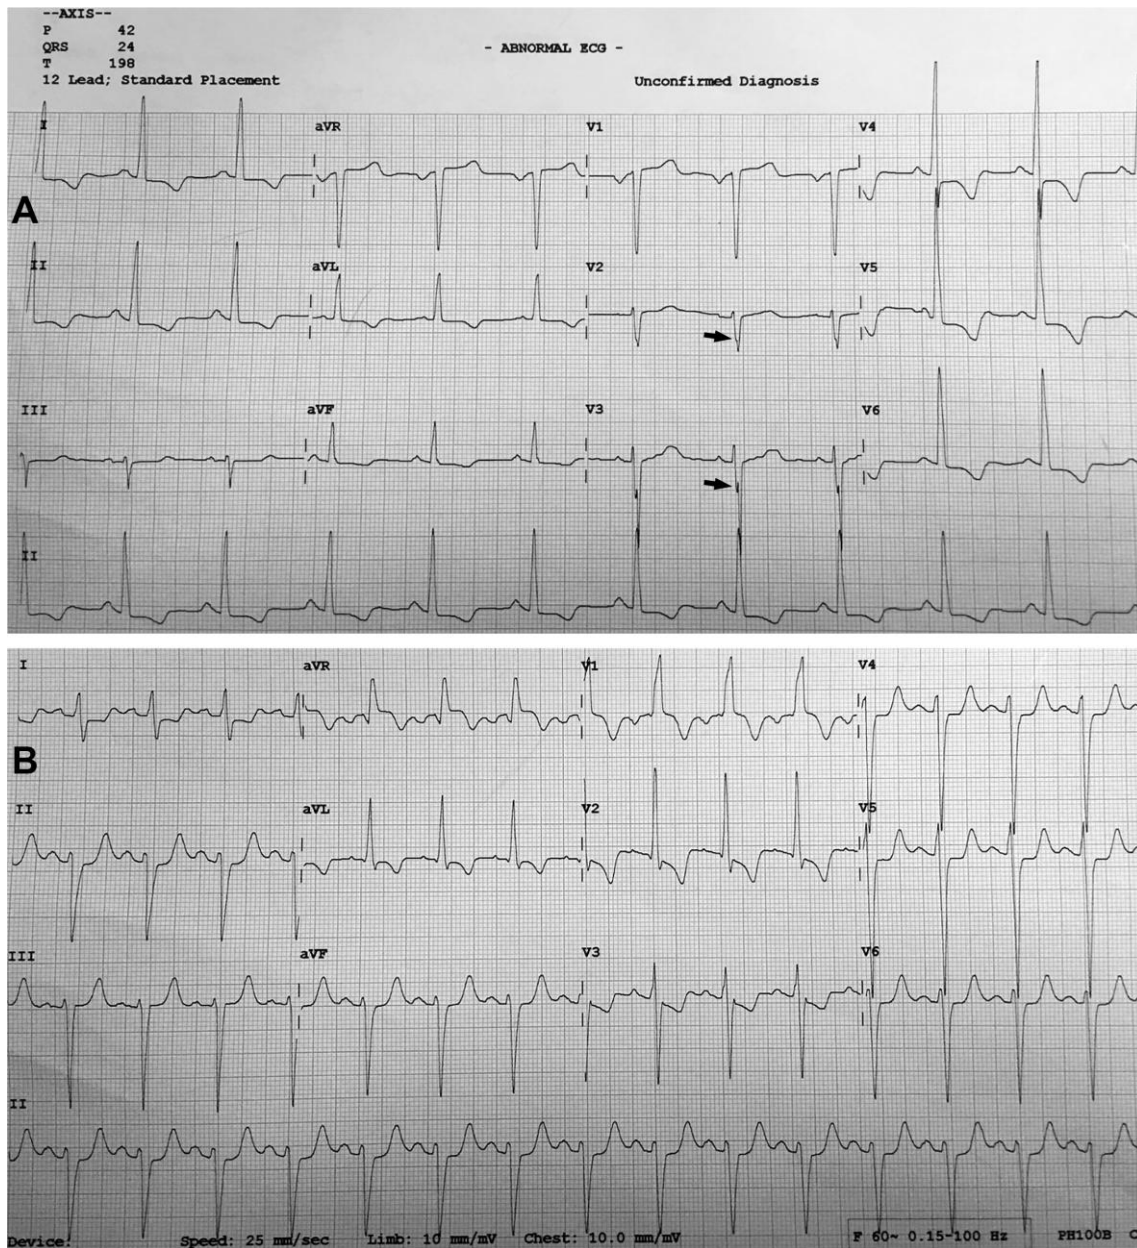 --AXIS--
P 42
QRS 24
T 198
12 Lead; Standard Placement
- ABNORMAL ECG -
Unconfirmed Diagnosis
I aVR V1 V4
A
II aVL V2 V5
III aVF V3 V6
II
I aVR V1 V4
B
II aVL V2 V5
III aVF V3 V6
II
Device: Speed: 25 mm/sec Limb: 10 mm/mV Chest: 10.0 mm/mV F 60~ 0.15-100 Hz PH100B